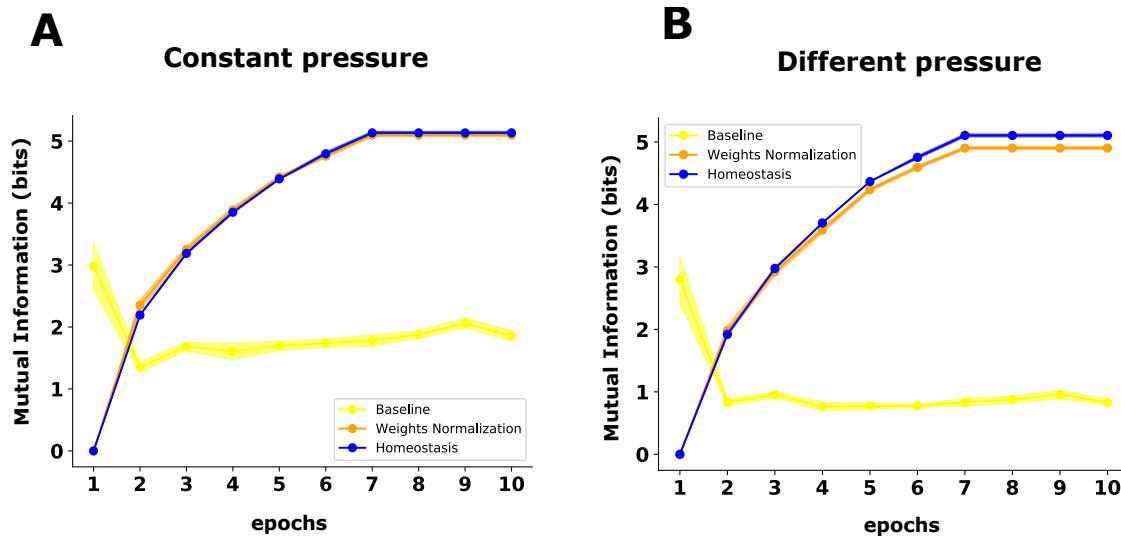 A
Constant pressure
Mutual Information (bits)
5
4
3
2
1
0
Baseline
Weights Normalization
Homeostasis
1 2 3 4 5 6 7 8 9 10
epochs
B
Different pressure
Mutual Information (bits)
5
4
3
2
1
0
Baseline
Weights Normalization
Homeostasis
1 2 3 4 5 6 7 8 9 10
epochs